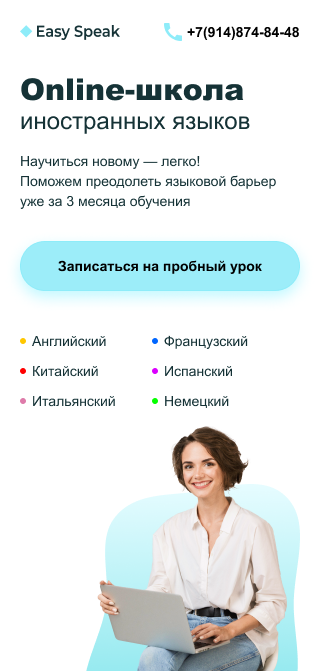 Easy Speak
+7(914)874-84-48
Online-школа
иностранных языков
Научиться новому — легко!
Поможем преодолеть языковой барьер
уже за 3 месяца обучения
Записаться на пробный урок
Английский
Французский
Китайский
Испанский
Итальянский
Немецкий